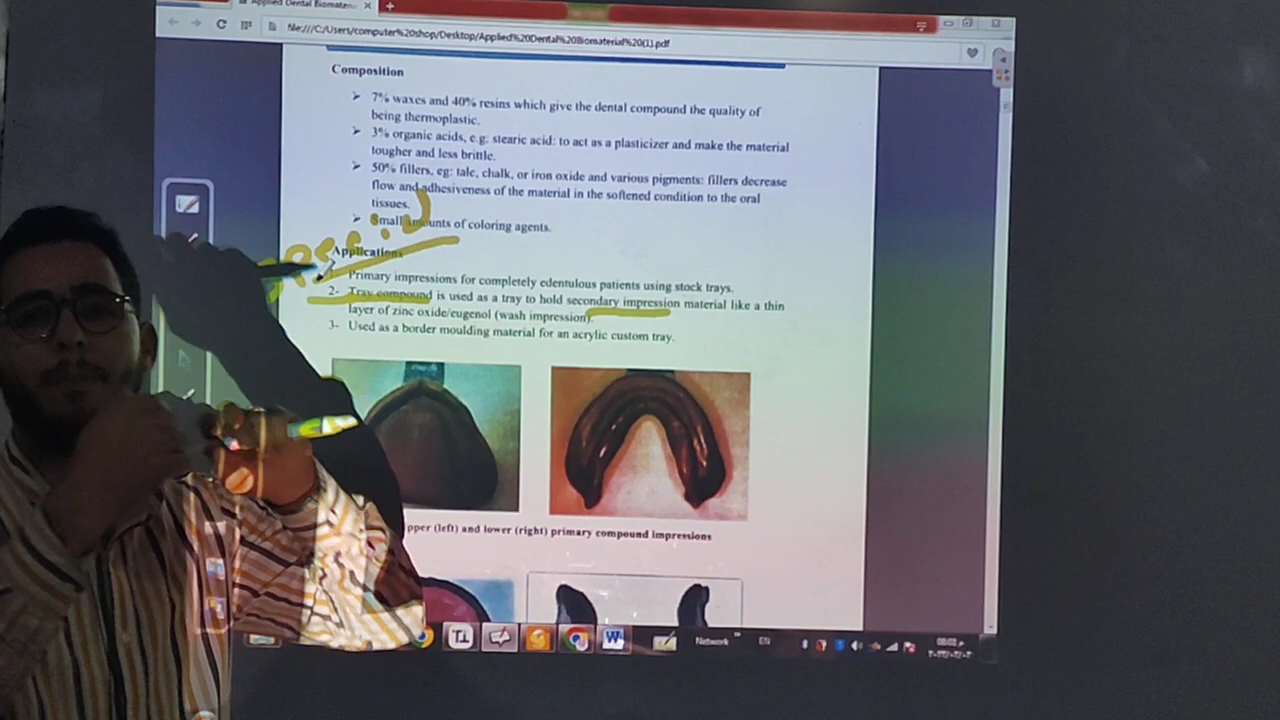 Applied Dental Biomater
file:///C:/Users/computer%20shop/Desktop/Applied%20Dental%20Biomaterial%20(1).pdf
Composition
➢ 7% waxes and 40% resins which give the dental compound the quality of
being thermoplastic.
➢ 3% organic acids, e.g: stearic acid: to act as a plasticizer and make the material
tougher and less brittle.
➢ 50% fillers, eg: talc, chalk, or iron oxide and various pigments: fillers decrease
flow and adhesiveness of the material in the softened condition to the oral
tissues.
➢ Small amounts of coloring agents.
Applications
Primary impressions for completely edentulous patients using stock trays.
2- Tray compound is used as a tray to hold secondary impression material like a thin
layer of zinc oxide/eugenol (wash impression).
3- Used as a border moulding material for an acrylic custom tray.
pper (left) and lower (right) primary compound impressions
Network
EN